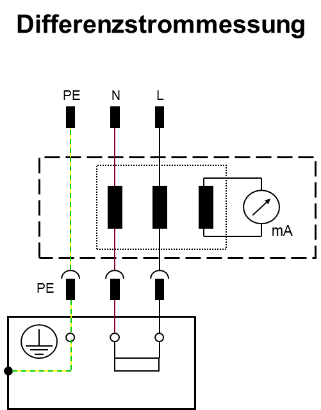 Differenzstrommessung
PE N L
mA
PE